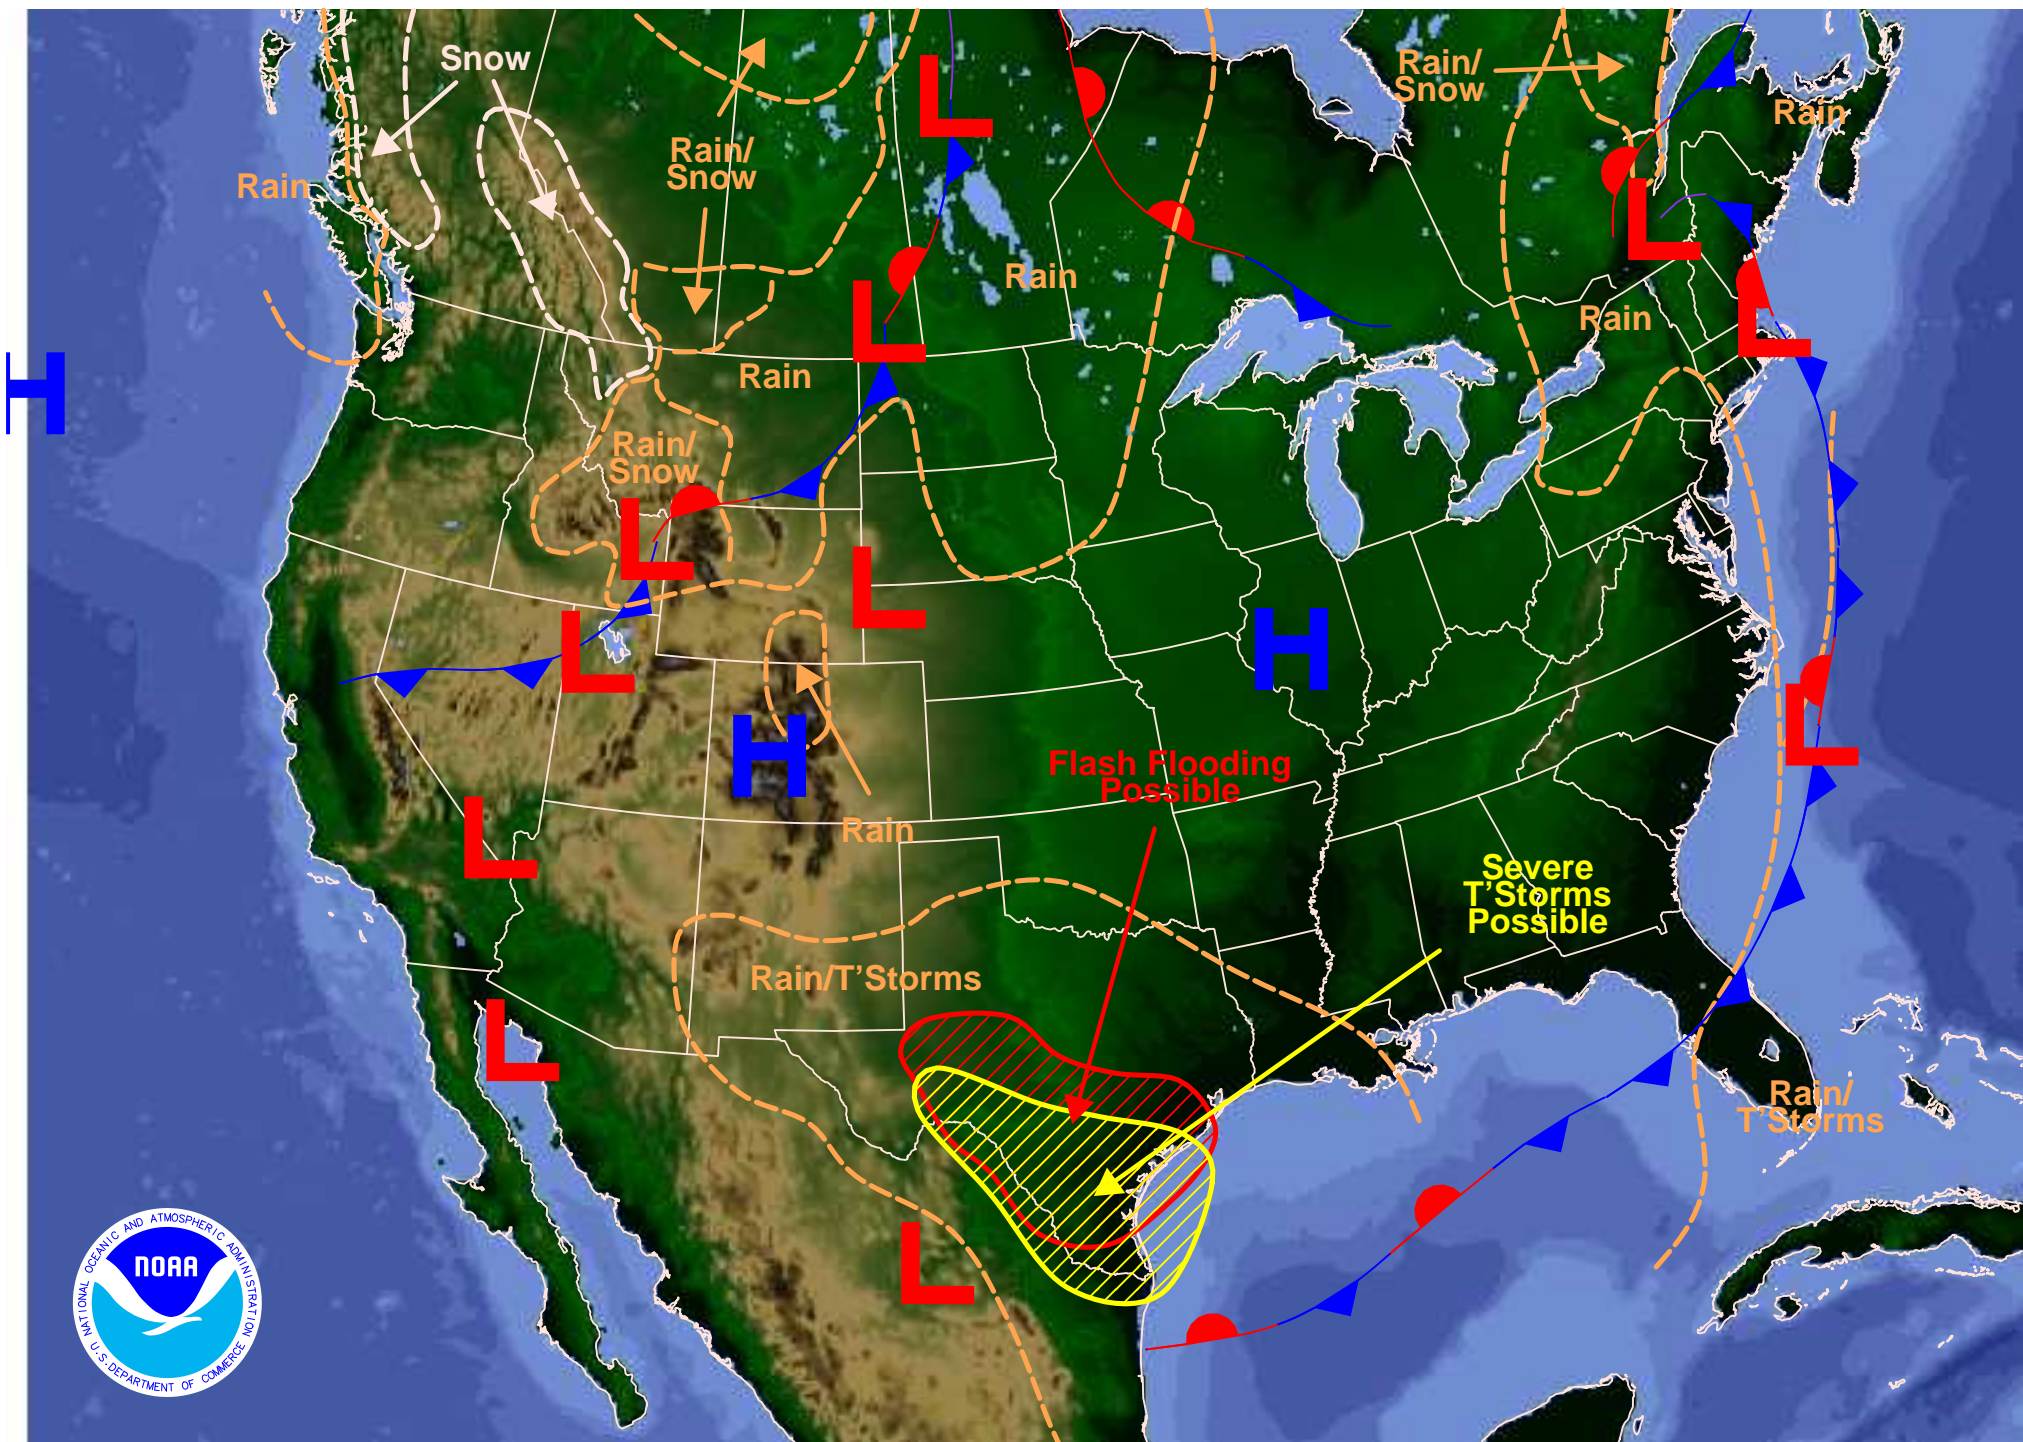 Snow
Rain/
Snow
Rain
Rain/
Snow
Rain
Rain
Rain
Rain
Rain/
Snow
H
L
L
L
L
L
L
L
L
L
L
L
L
H
H
Flash Flooding
Possible
Rain
Severe
T'Storms
Possible
Rain/T'Storms
Rain/
T'Storms
NOAA
NATIONAL OCEANIC AND ATMOSPHERIC ADMINISTRATION
U.S. DEPARTMENT OF COMMERCE